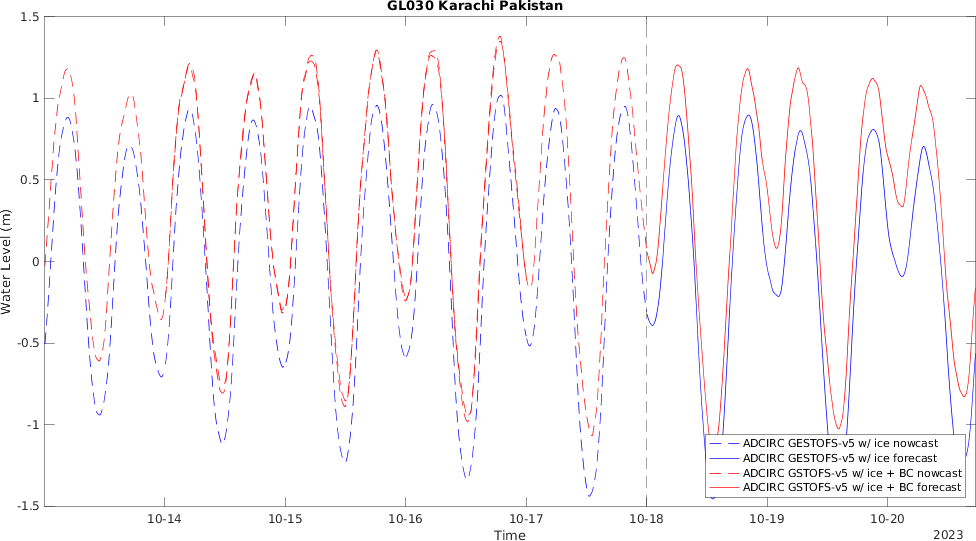 GL030 Karachi Pakistan
1.5
1
0.5
0
-0.5
-1
-1.5
Water Level (m)
ADCIRC GESTOFS-v5 w/ ice nowcast
ADCIRC GESTOFS-v5 w/ ice forecast
ADCIRC GSTOFS-v5 w/ ice + BC nowcast
ADCIRC GSTOFS-v5 w/ ice + BC forecast
10-14 10-15 10-16 10-17 10-18 10-19 10-20
Time
2023